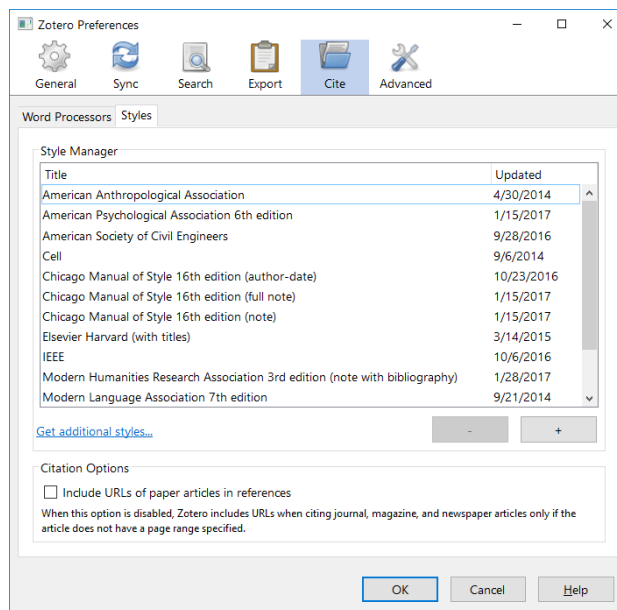 Zotero Preferences
General Sync Search Export Cite Advanced
Word Processors Styles
Style Manager
Title Updated
American Anthropological Association 4/30/2014
American Psychological Association 6th edition 1/15/2017
American Society of Civil Engineers 9/28/2016
Cell 9/6/2014
Chicago Manual of Style 16th edition (author-date) 10/23/2016
Chicago Manual of Style 16th edition (full note) 1/15/2017
Chicago Manual of Style 16th edition (note) 1/15/2017
Elsevier Harvard (with titles) 3/14/2015
IEEE 10/6/2016
Modern Humanities Research Association 3rd edition (note with bibliography) 1/28/2017
Modern Language Association 7th edition 9/21/2014
Get additional styles... - +
Citation Options
Include URLs of paper articles in references
When this option is disabled, Zotero includes URLs when citing journal, magazine, and newspaper articles only if the
article does not have a page range specified.
OK Cancel Help